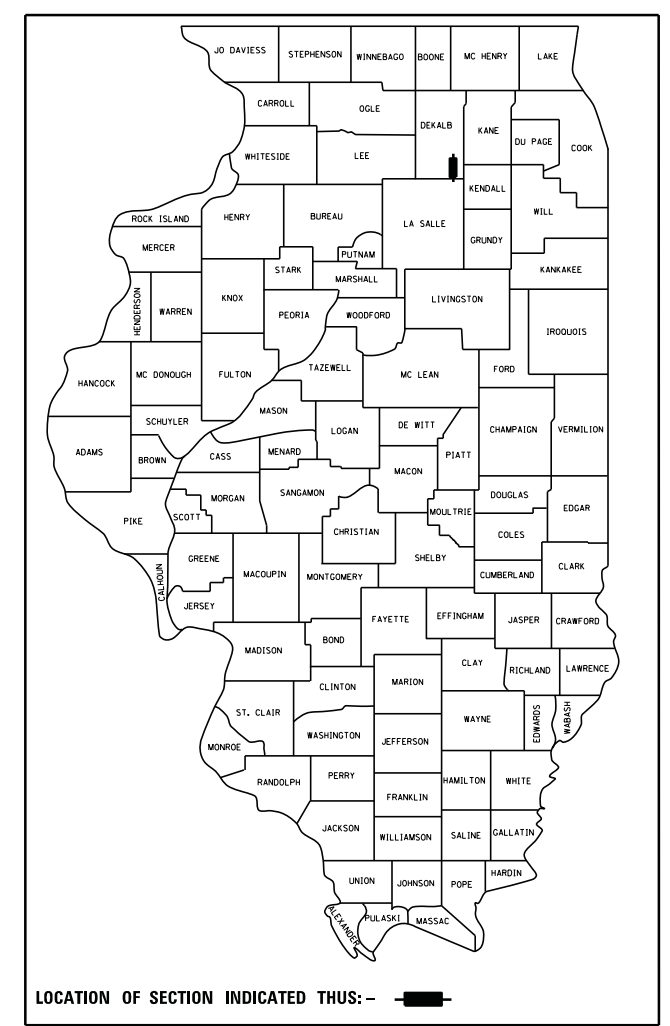 JO DAVIESS
STEPHENSON
WINNEBAGO
BOONE
MC HENRY
LAKE
CARROLL
OGLE
DEKALB
KANE
DU PAGE
COOK
WHITESIDE
LEE
KENDALL
WILL
ROCK ISLAND
HENRY
BUREAU
LA SALLE
MERCER
PUTNAM
GRUNDY
STARK
MARSHALL
KANKAKEE
HENDERSON
WARREN
KNOX
PEORIA
WOODFORD
LIVINGSTON
IROQUOIS
HANCOCK
MC DONOUGH
FULTON
TAZEWELL
MC LEAN
FORD
MASON
SCHUYLER
LOGAN
DE WITT
CHAMPAIGN
VERMILION
ADAMS
BROWN
CASS
MENARD
PIATT
MACON
MORGAN
SANGAMON
DOUGLAS
EDGAR
PIKE
SCOTT
CHRISTIAN
MOULTRIE
COLES
GREENE
SHELBY
CALHOUN
MACOUPIN
MONTGOMERY
CUMBERLAND
CLARK
JERSEY
FAYETTE
EFFINGHAM
JASPER
CRAWFORD
MADISON
BOND
CLAY
RICHLAND
LAWRENCE
CLINTON
MARION
ST. CLAIR
WAYNE
EDWARDS
WABASH
MONROE
WASHINGTON
JEFFERSON
RANDOLPH
PERRY
HAMILTON
WHITE
FRANKLIN
JACKSON
WILLIAMSON
SALINE
GALLATIN
UNION
JOHNSON
POPE
HARDIN
ALEXANDER
PULASKI
MASSAC
LOCATION OF SECTION INDICATED THUS: –